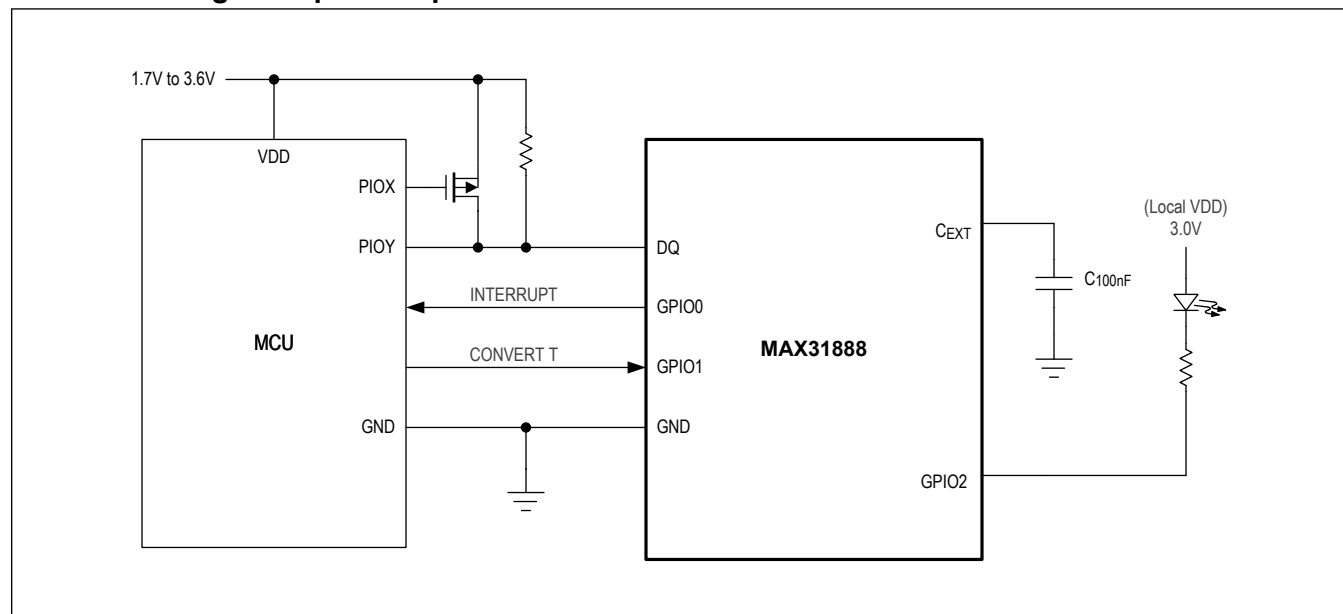 1.7V to 3.6V
VDD
PIOX
PIOY
INTERRUPT
MCU
CONVERT T
GND
DQ
GPIO0
GPIO1
GND
MAX31888
CEXT
GPIO2
C100nF
(Local VDD)
3.0V